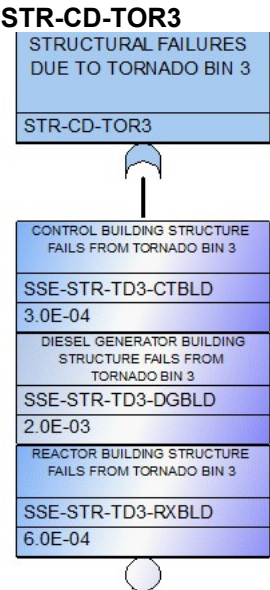 STR-CD-TOR3
STRUCTURAL FAILURES
DUE TO TORNADO BIN 3
STR-CD-TOR3
CONTROL BUILDING STRUCTURE
FAILS FROM TORNADO BIN 3
SSE-STR-TD3-CTBLD
3.0E-04
DIESEL GENERATOR BUILDING
STRUCTURE FAILS FROM
TORNADO BIN 3
SSE-STR-TD3-DGBLD
2.0E-03
REACTOR BUILDING STRUCTURE
FAILS FROM TORNADO BIN 3
SSE-STR-TD3-RXBLD
6.0E-04